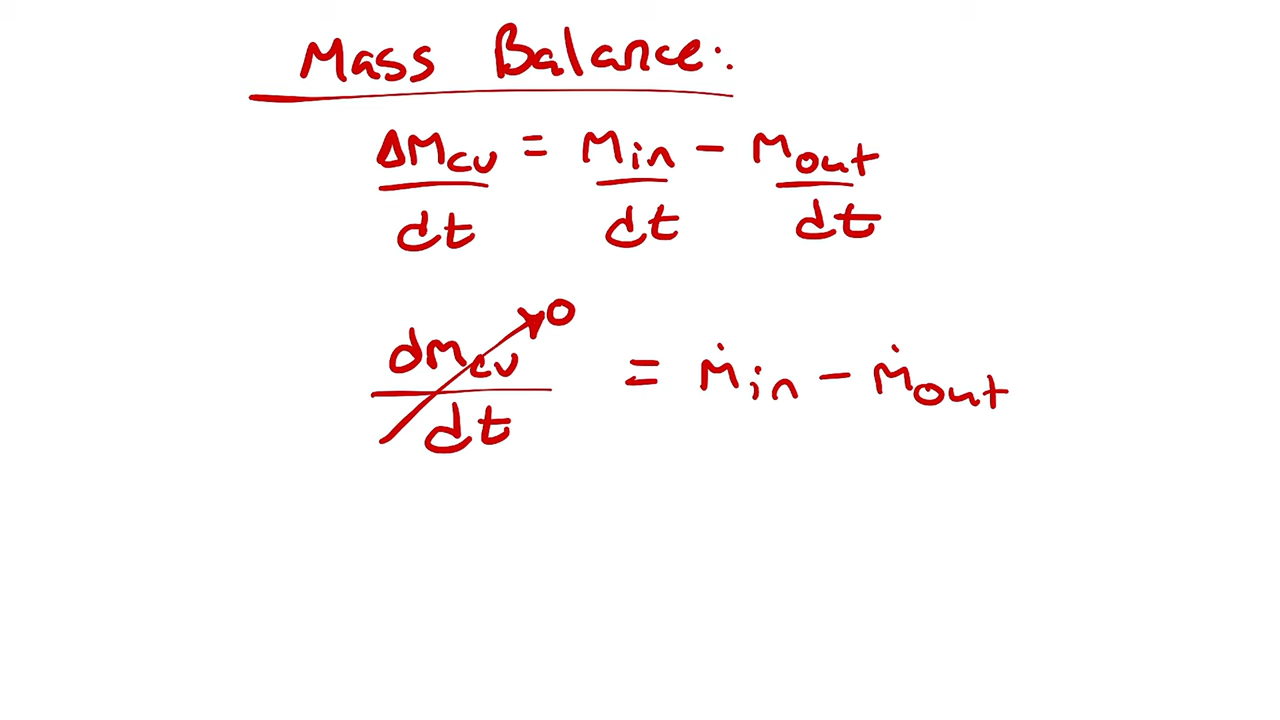 Mass Balance:
ΔMcv/dt = Min/dt - Mout/dt
dMcv/dt → 0 = ṁin - ṁout